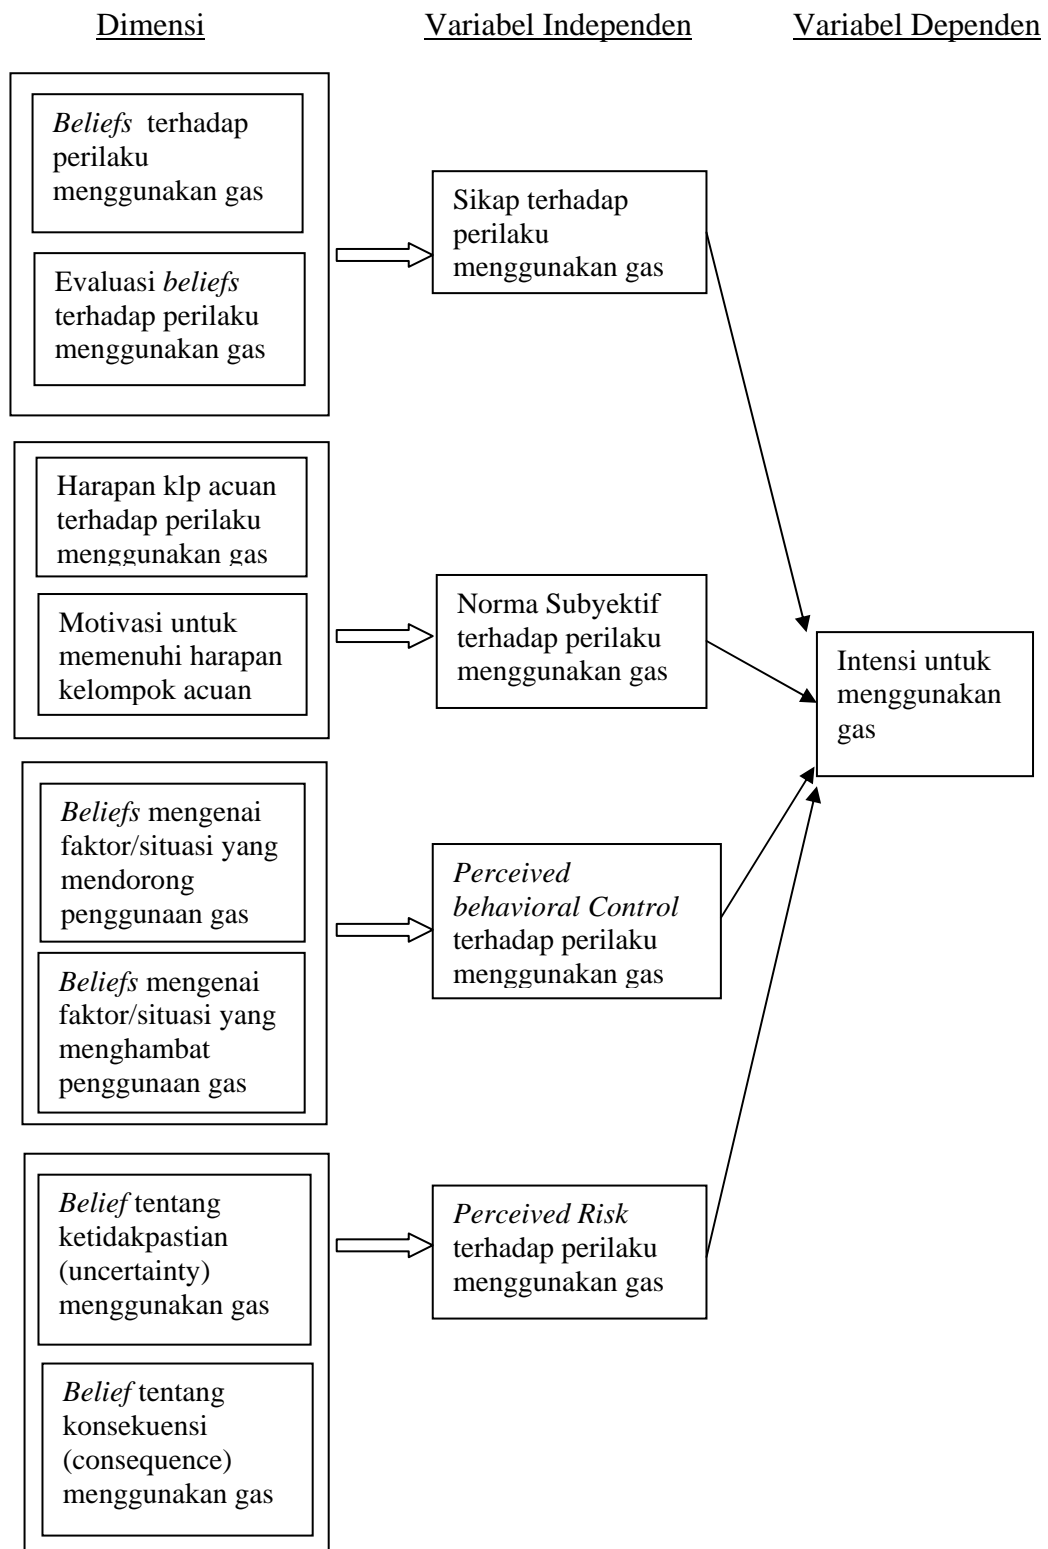 Dimensi
Variabel Independen
Variabel Dependen
Beliefs terhadap
perilaku
menggunakan gas
Evaluasi beliefs
terhadap perilaku
menggunakan gas
Sikap terhadap
perilaku
menggunakan gas
Harapan klp acuan
terhadap perilaku
menggunakan gas
Motivasi untuk
memenuhi harapan
kelompok acuan
Norma Subyektif
terhadap perilaku
menggunakan gas
Intensi untuk
menggunakan
gas
Beliefs mengenai
faktor/situasi yang
mendorong
penggunaan gas
Beliefs mengenai
faktor/situasi yang
menghambat
penggunaan gas
Perceived
behavioral Control
terhadap perilaku
menggunakan gas
Belief tentang
ketidakpastian
(uncertainty)
menggunakan gas
Belief tentang
konsekuensi
(consequence)
menggunakan gas
Perceived Risk
terhadap perilaku
menggunakan gas